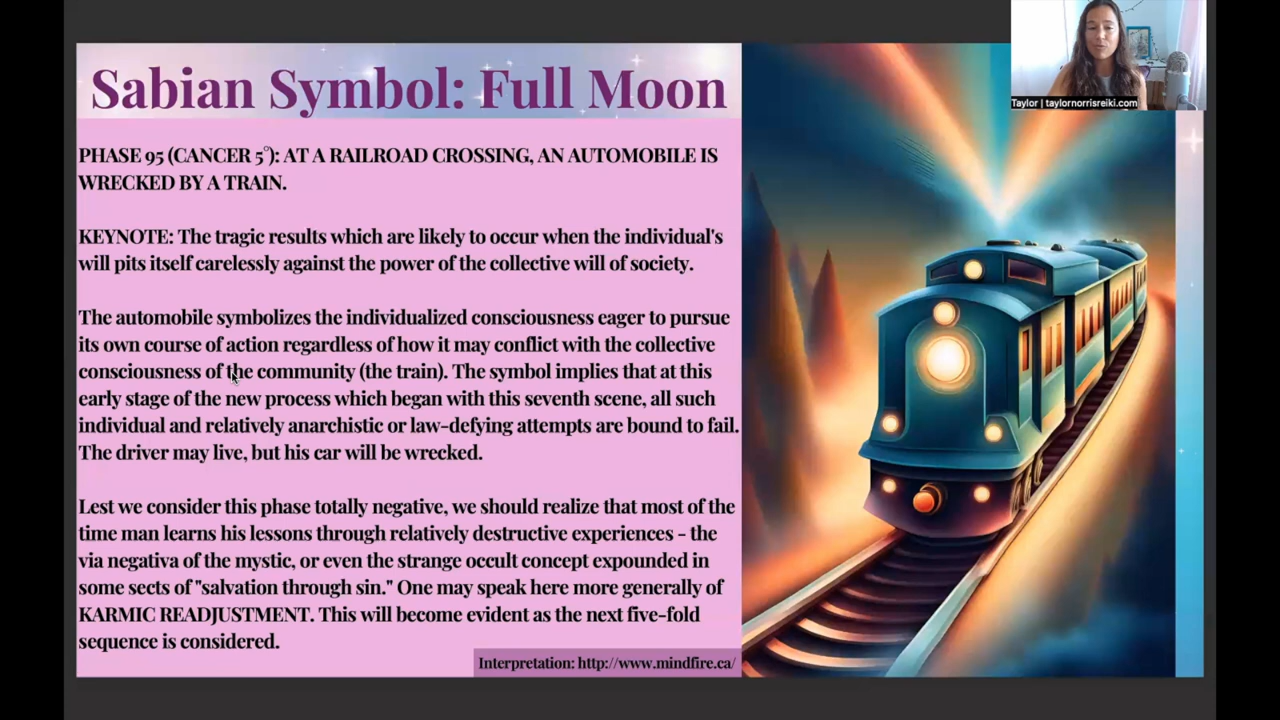 Sabian Symbol: Full Moon
Taylor | taylornorrisreiki.com
PHASE 95 (CANCER 5°): AT A RAILROAD CROSSING, AN AUTOMOBILE IS
WRECKED BY A TRAIN.
KEYNOTE: The tragic results which are likely to occur when the individual's
will pits itself carelessly against the power of the collective will of society.
The automobile symbolizes the individualized consciousness eager to pursue
its own course of action regardless of how it may conflict with the collective
consciousness of the community (the train). The symbol implies that at this
early stage of the new process which began with this seventh scene, all such
individual and relatively anarchistic or law-defying attempts are bound to fail.
The driver may live, but his car will be wrecked.
Lest we consider this phase totally negative, we should realize that most of the
time man learns his lessons through relatively destructive experiences - the
via negativa of the mystic, or even the strange occult concept expounded in
some sects of "salvation through sin." One may speak here more generally of
KARMIC READJUSTMENT. This will become evident as the next five-fold
sequence is considered.
Interpretation: http://www.mindfire.ca/